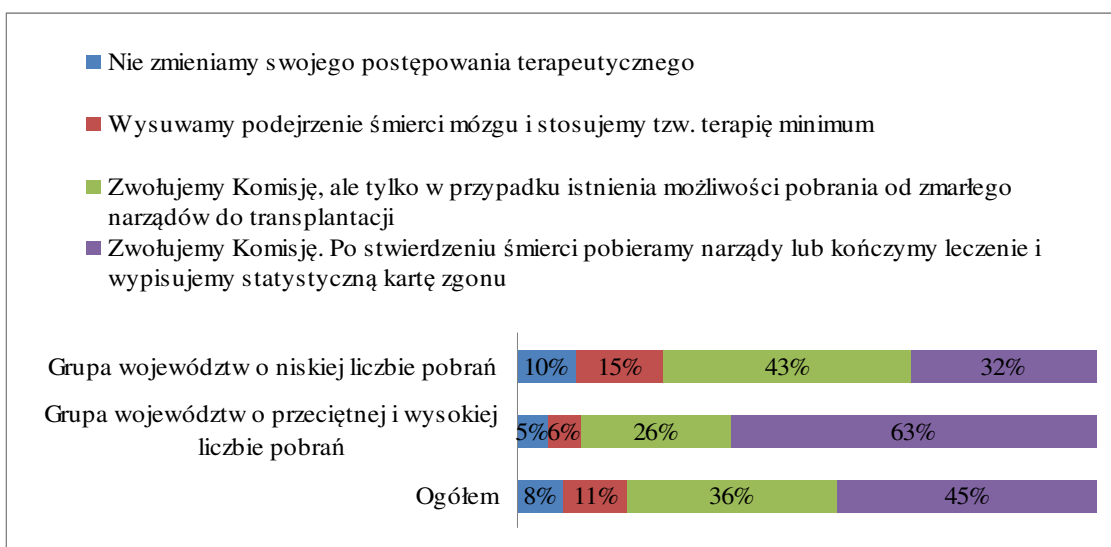 Nie zmieniamy swojego postępowania terapeutycznego
Wysuwamy podejrzenie śmierci mózgu i stosujemy tzw. terapię minimum
Zwołujemy Komisję, ale tylko w przypadku istnienia możliwości pobrania od zmarłego
narządów do transplantacji
Zwołujemy Komisję. Po stwierdzeniu śmierci pobieramy narządy lub kończymy leczenie i
wypisujemy statystyczną kartę zgonu
Grupa województw o niskiej liczbie pobrań 10% 15% 43% 32%
Grupa województw o przeciętnej i wysokiej
liczbie pobrań 5% 6% 26% 63%
Ogółem 8% 11% 36% 45%